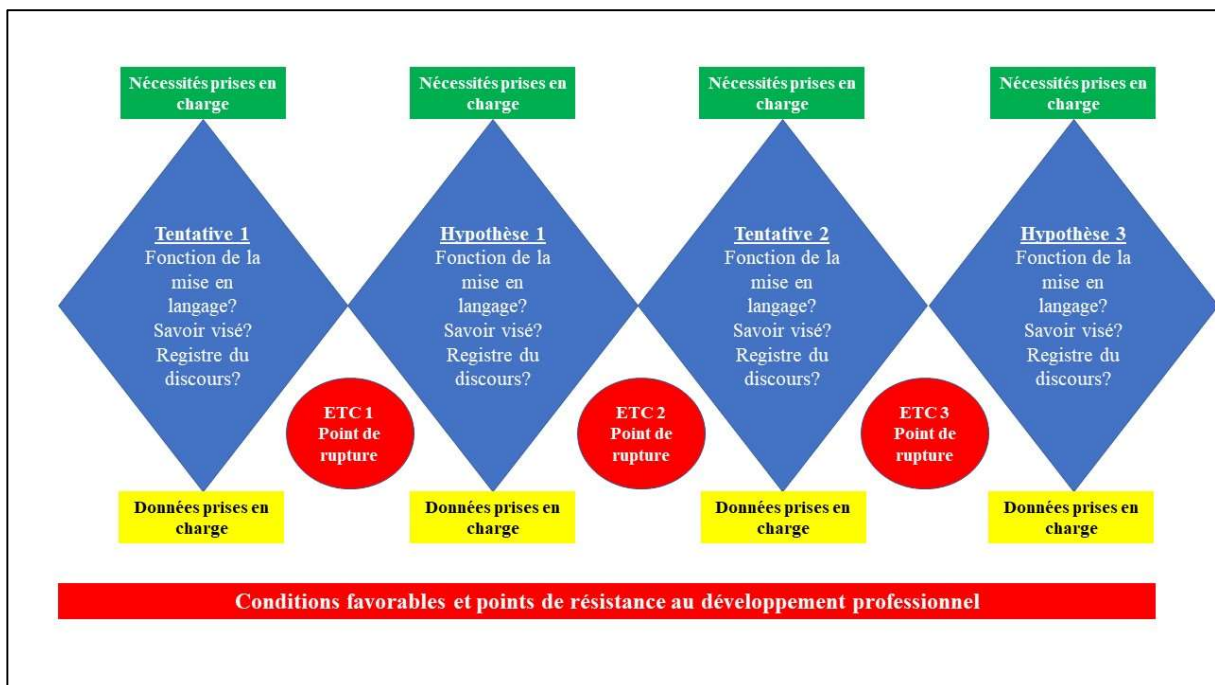 Nécessités prises en
charge
Nécessités prises en
charge
Nécessités prises en
charge
Nécessités prises en
charge
Tentative 1
Fonction de la
mise en
langage?
Savoir visé?
Registre du
discours?
Hypothèse 1
Fonction de la
mise en
langage?
Savoir visé?
Registre du
discours?
Tentative 2
Fonction de la
mise en
langage?
Savoir visé?
Registre du
discours?
Hypothèse 3
Fonction de la
mise en
langage?
Savoir visé?
Registre du
discours?
ETC 1
Point de
rupture
ETC 2
Point de
rupture
ETC 3
Point de
rupture
Données prises en
charge
Données prises en
charge
Données prises en
charge
Données prises en
charge
Conditions favorables et points de résistance au développement professionnel